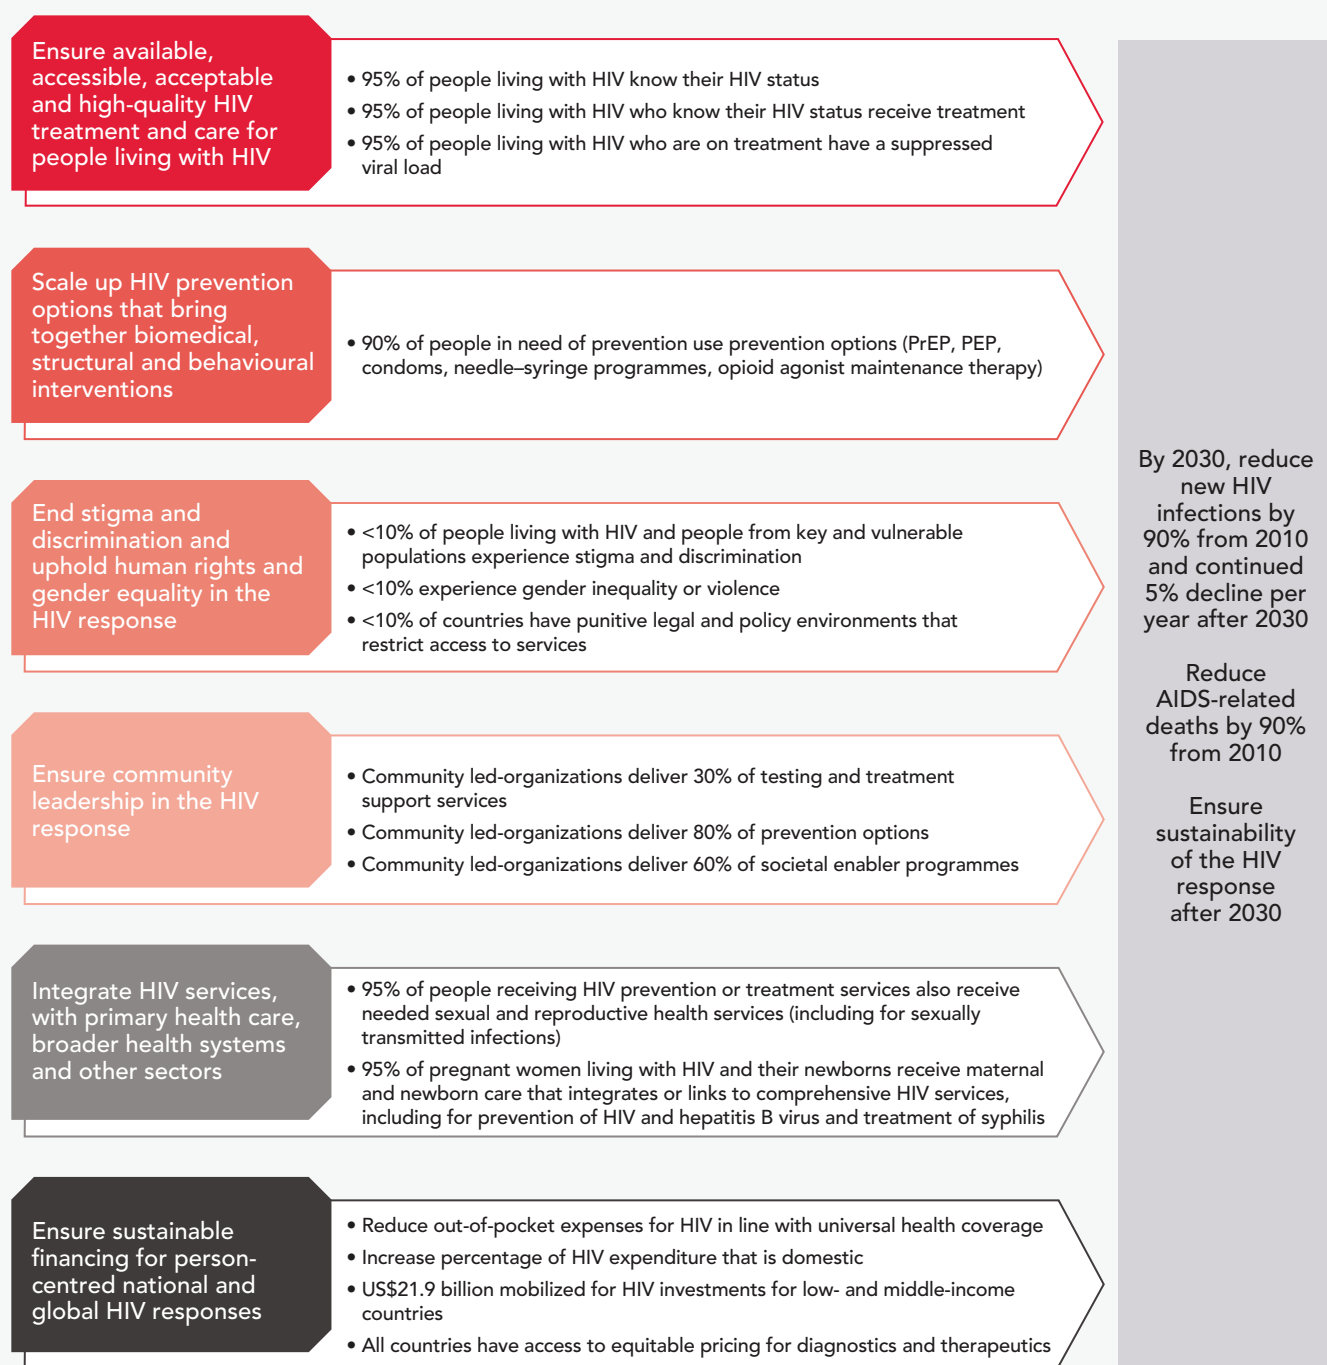 Ensure available,
accessible, acceptable
and high-quality HIV
treatment and care for
people living with HIV
• 95% of people living with HIV know their HIV status
• 95% of people living with HIV who know their HIV status receive treatment
• 95% of people living with HIV who are on treatment have a suppressed
viral load
Scale up HIV prevention
options that bring
together biomedical,
structural and behavioural
interventions
• 90% of people in need of prevention use prevention options (PrEP, PEP,
condoms, needle–syringe programmes, opioid agonist maintenance therapy)
End stigma and
discrimination and
uphold human rights and
gender equality in the
HIV response
• <10% of people living with HIV and people from key and vulnerable
populations experience stigma and discrimination
• <10% experience gender inequality or violence
• <10% of countries have punitive legal and policy environments that
restrict access to services
Ensure community
leadership in the HIV
response
• Community led-organizations deliver 30% of testing and treatment
support services
• Community led-organizations deliver 80% of prevention options
• Community led-organizations deliver 60% of societal enabler programmes
Integrate HIV services,
with primary health care,
broader health systems
and other sectors
• 95% of people receiving HIV prevention or treatment services also receive
needed sexual and reproductive health services (including for sexually
transmitted infections)
• 95% of pregnant women living with HIV and their newborns receive maternal
and newborn care that integrates or links to comprehensive HIV services,
including for prevention of HIV and hepatitis B virus and treatment of syphilis
Ensure sustainable
financing for person-
centred national and
global HIV responses
• Reduce out-of-pocket expenses for HIV in line with universal health coverage
• Increase percentage of HIV expenditure that is domestic
• US$21.9 billion mobilized for HIV investments for low- and middle-income
countries
• All countries have access to equitable pricing for diagnostics and therapeutics
By 2030, reduce
new HIV
infections by
90% from 2010
and continued
5% decline per
year after 2030
Reduce
AIDS-related
deaths by 90%
from 2010
Ensure
sustainability
of the HIV
response
after 2030